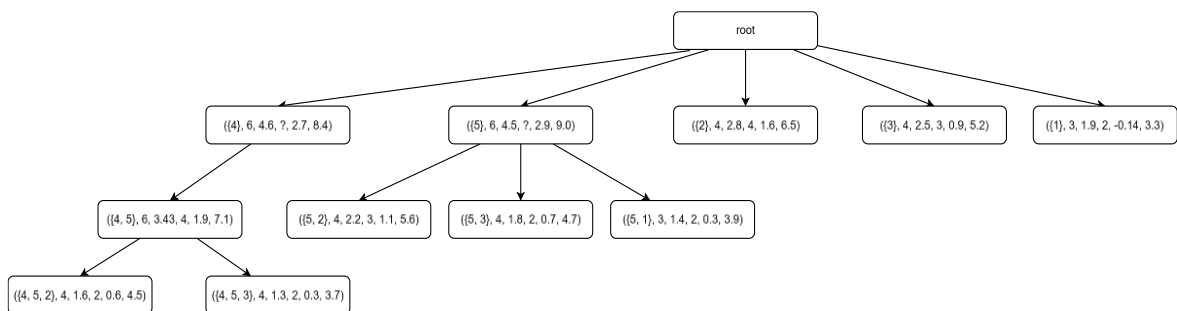 root
({4}, 6, 4.6, ?, 2.7, 8.4)
({5}, 6, 4.5, ?, 2.9, 9.0)
({2}, 4, 2.8, 4, 1.6, 6.5)
({3}, 4, 2.5, 3, 0.9, 5.2)
({1}, 3, 1.9, 2, -0.14, 3.3)
({4, 5}, 6, 3.43, 4, 1.9, 7.1)
({5, 2}, 4, 2.2, 3, 1.1, 5.6)
({5, 3}, 4, 1.8, 2, 0.7, 4.7)
({5, 1}, 3, 1.4, 2, 0.3, 3.9)
({4, 5, 2}, 4, 1.6, 2, 0.6, 4.5)
({4, 5, 3}, 4, 1.3, 2, 0.3, 3.7)